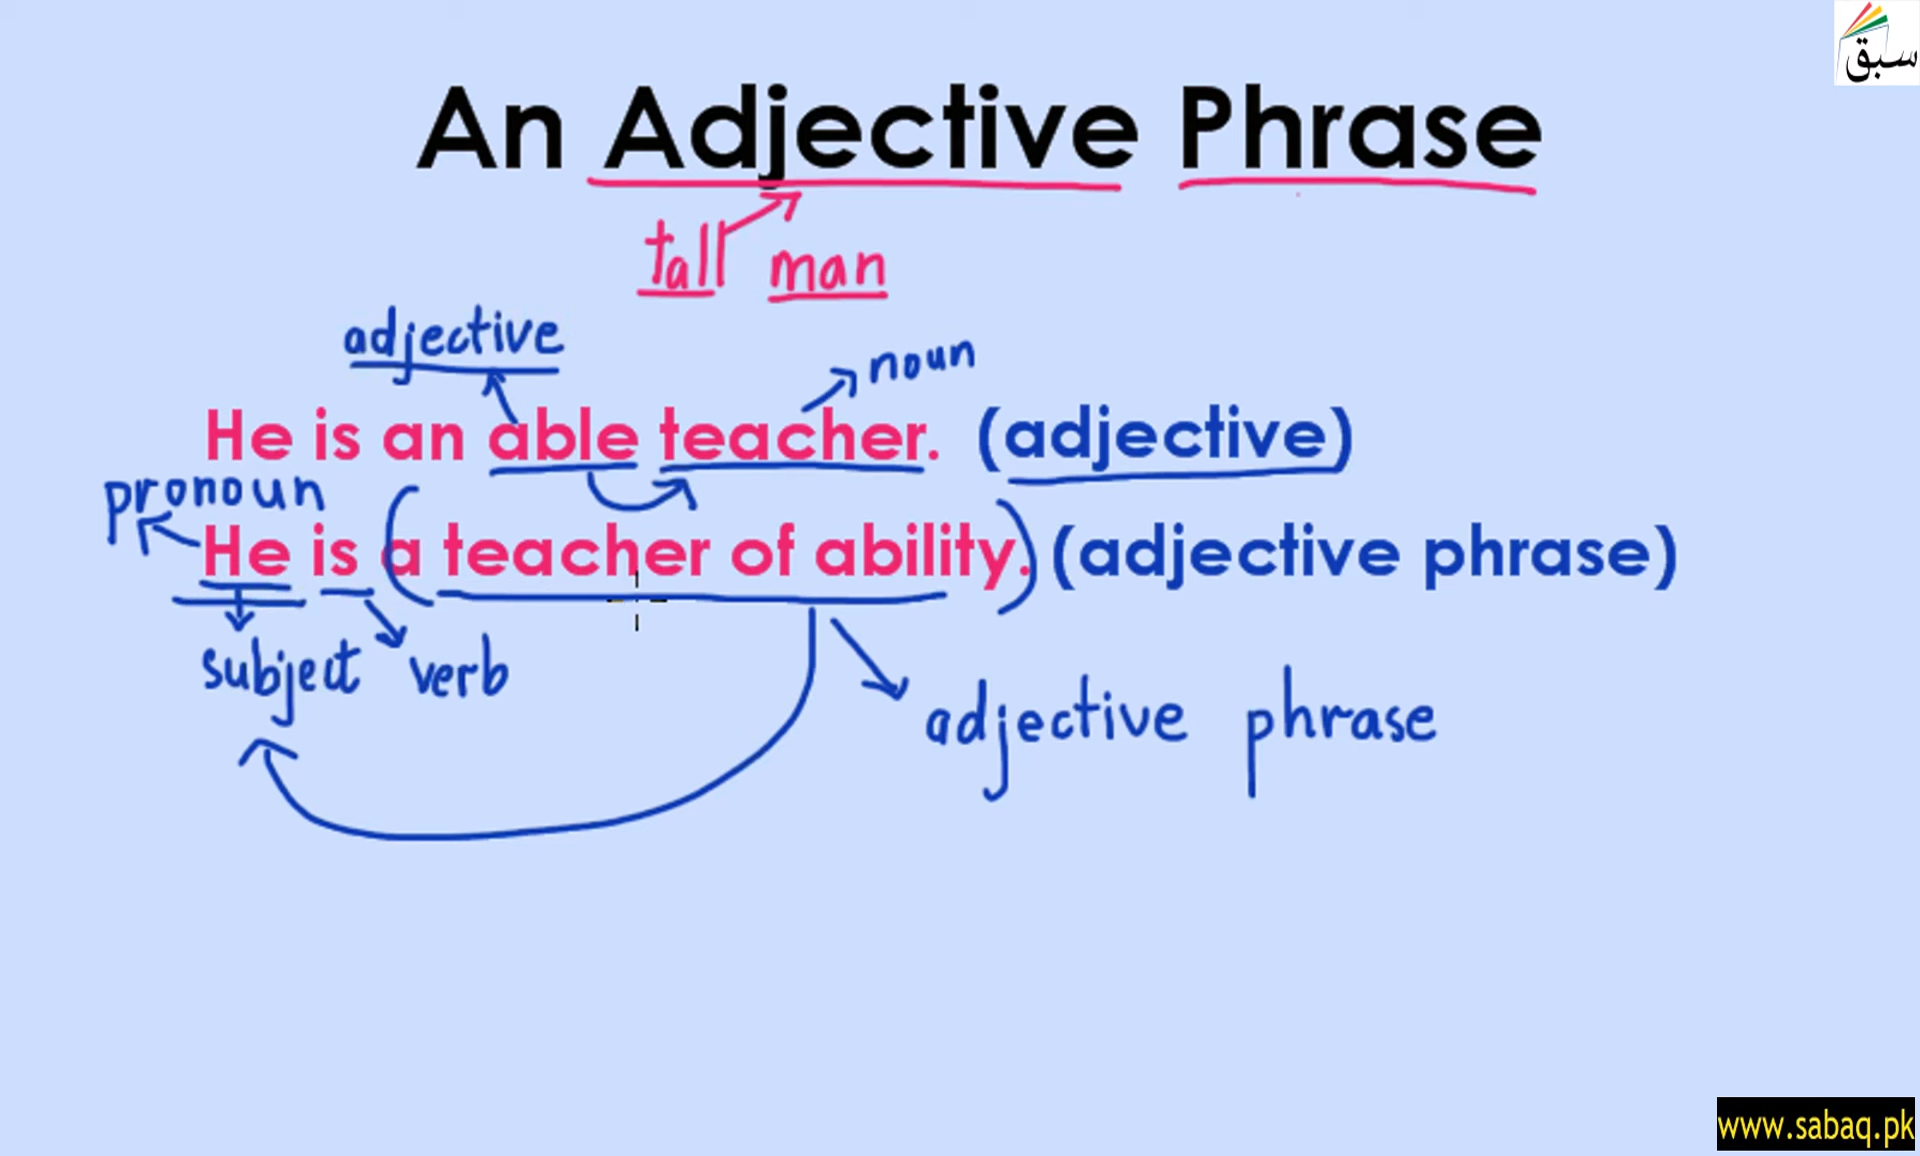 سبق
An Adjective Phrase
tall man
adjective
noun
He is an able teacher. (adjective)
pronoun
He is a teacher of ability. (adjective phrase)
subject verb
adjective phrase
www.sabaq.pk